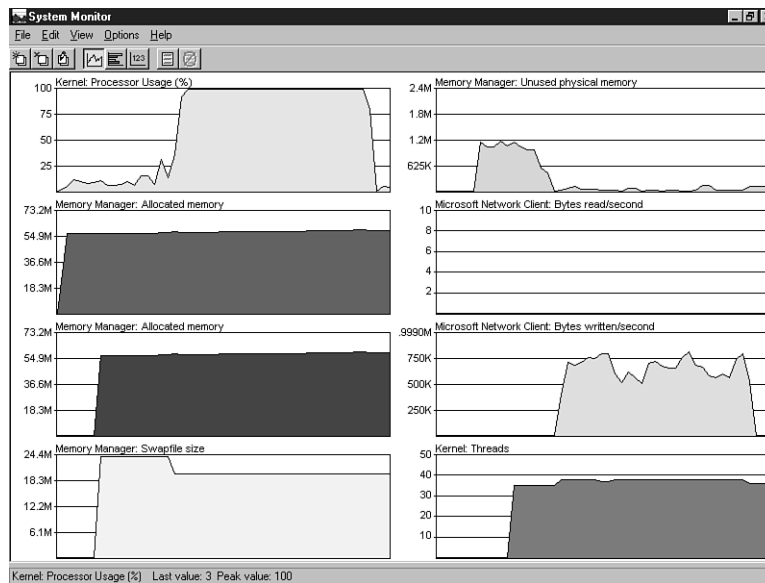 System Monitor
File Edit View Options Help
Kernel: Processor Usage (%)
100
75
50
25
Memory Manager: Unused physical memory
2.4M
1.8M
1.2M
625K
Memory Manager: Allocated memory
73.2M
54.9M
36.6M
18.3M
Microsoft Network Client: Bytes read/second
10
8
6
4
2
Memory Manager: Allocated memory
73.2M
54.9M
36.6M
18.3M
Microsoft Network Client: Bytes written/second
.9990M
750K
500K
250K
Memory Manager: Swapfile size
24.4M
18.3M
12.2M
6.1M
Kernel: Threads
50
40
30
20
10
Kernel: Processor Usage (%) Last value: 3 Peak value: 100